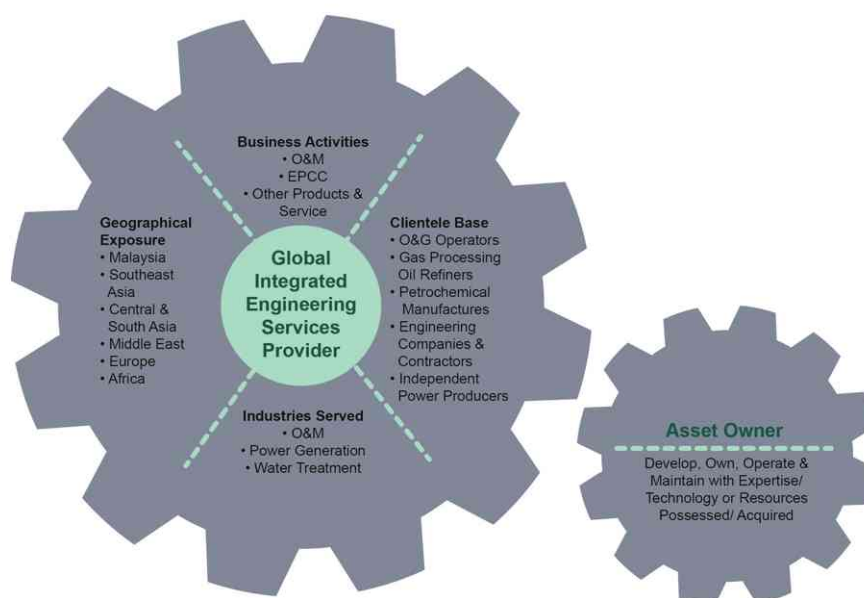 Business Activities
• O&M
• EPCC
• Other Products &
Service
Geographical
Exposure
• Malaysia
• Southeast
Asia
• Central &
South Asia
• Middle East
• Europe
• Africa
Global
Integrated
Engineering
Services
Provider
Clientele Base
• O&G Operators
• Gas Processing
Oil Refiners
• Petrochemical
Manufactures
• Engineering
Companies &
Contractors
• Independent
Power Producers
Industries Served
• O&M
• Power Generation
• Water Treatment
Asset Owner
Develop, Own, Operate &
Maintain with Expertise/
Technology or Resources
Possessed/ Acquired